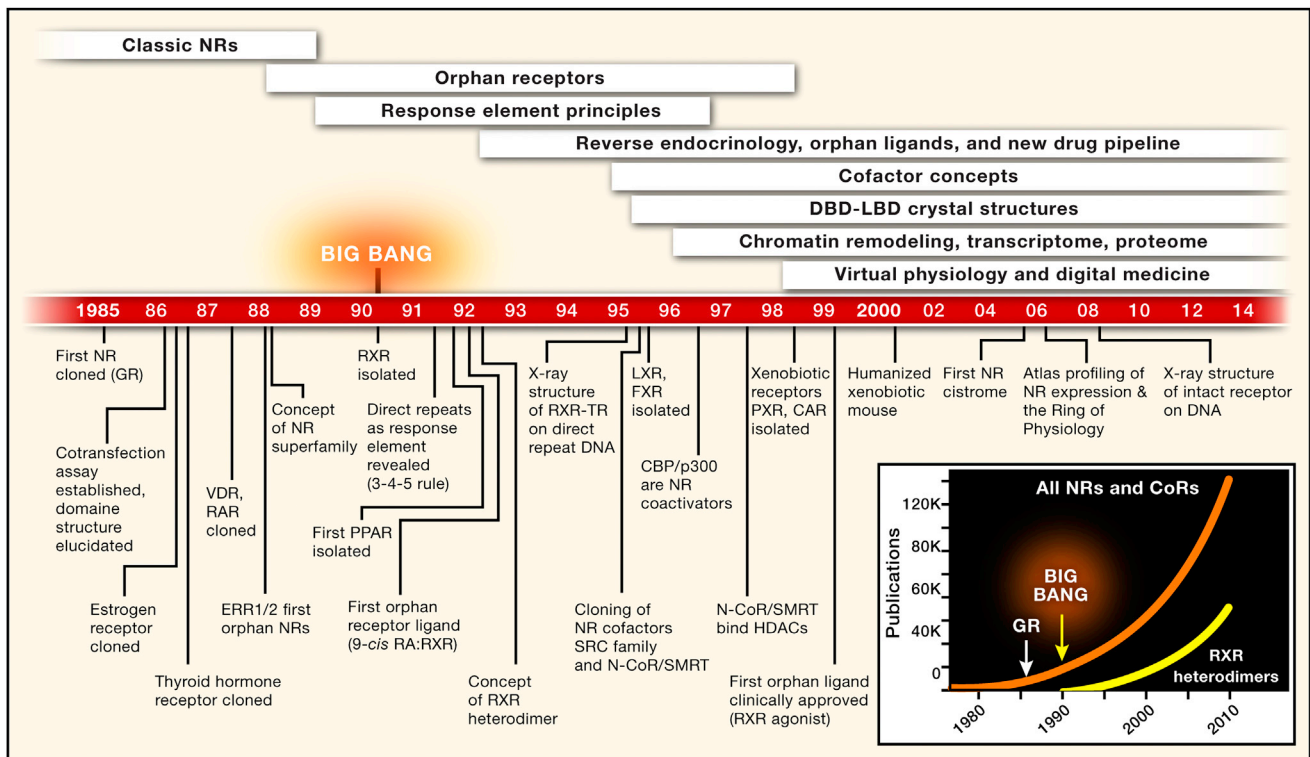 Classic NRs
Orphan receptors
Response element principles
Reverse endocrinology, orphan ligands, and new drug pipeline
Cofactor concepts
DBD-LBD crystal structures
Chromatin remodeling, transcriptome, proteome
Virtual physiology and digital medicine
BIG BANG
1985 86 87 88 89 90 91 92 93 94 95 96 97 98 99 2000 02 04 06 08 10 12 14
First NR
cloned (GR)
Cotransfection
assay
established,
domaine
structure
elucidated
Estrogen
receptor
cloned
Thyroid hormone
receptor cloned
VDR,
RAR
cloned
ERR1/2 first
orphan NRs
Concept
of NR
superfamily
RXR
isolated
Direct repeats
as response
element
revealed
(3-4-5 rule)
First PPAR
isolated
First orphan
receptor ligand
(9-cis RA:RXR)
Concept
of RXR
heterodimer
X-ray
structure
of RXR-TR
on direct
repeat DNA
Cloning of
NR cofactors
SRC family
and N-CoR/SMRT
LXR,
FXR
isolated
CBP/p300
are NR
coactivators
N-CoR/SMRT
bind HDACs
Xenobiotic
receptors
PXR, CAR
isolated
First orphan ligand
clinically approved
(RXR agonist)
Humanized
xenobiotic
mouse
First NR
cistrome
Atlas profiling of
NR expression &
the Ring of
Physiology
X-ray structure
of intact receptor
on DNA
All NRs and CoRs
Publications
120K
80K
60K
40K
0
BIG
BANG
GR
RXR
heterodimers
1980 1990 2000 2010